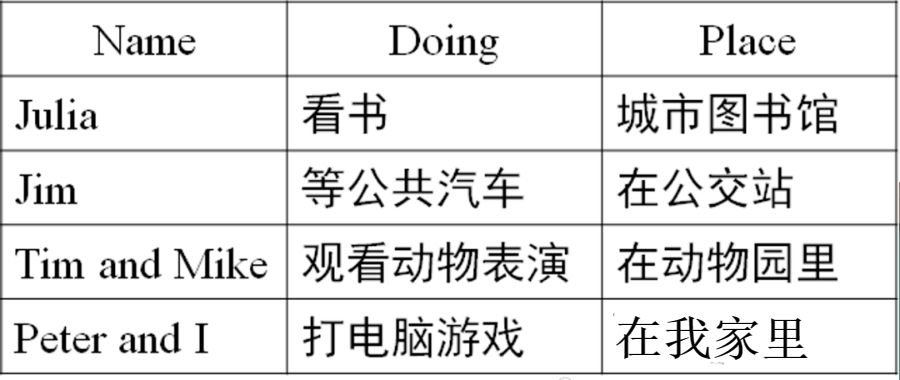 Name Doing Place
Julia 看书 城市图书馆
Jim 等公共汽车 在公交站
Tim and Mike 观看动物表演 在动物园里
Peter and I 打电脑游戏 在我家里